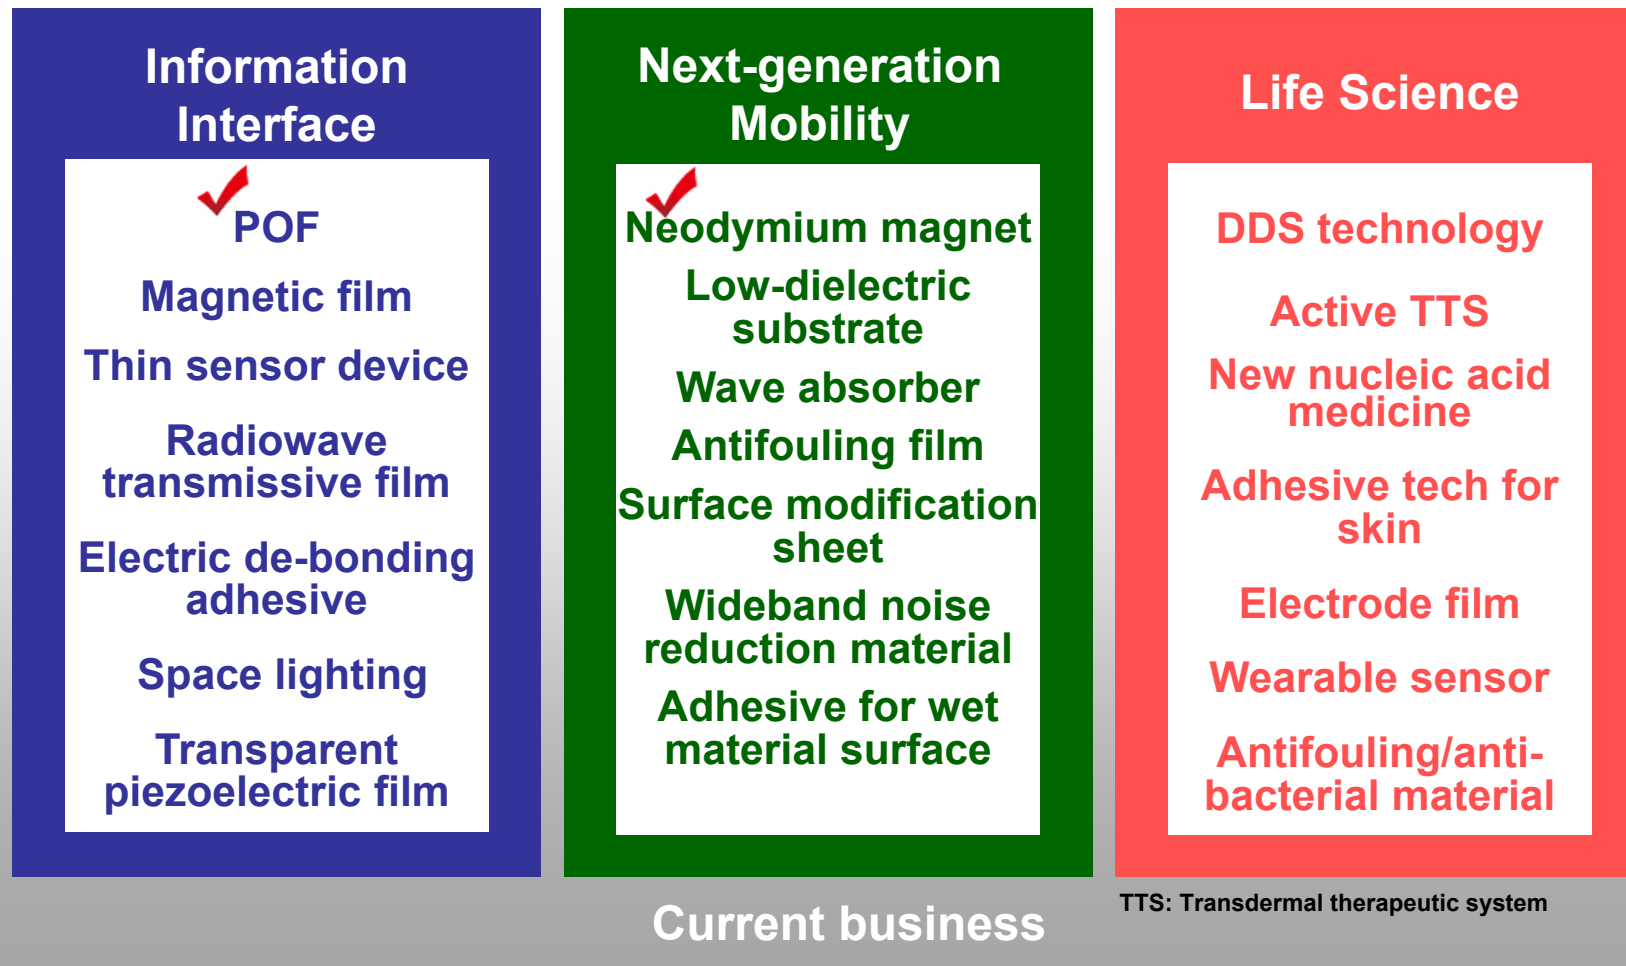 Information
Interface
POF
Magnetic film
Thin sensor device
Radiowave
transmissive film
Electric de-bonding
adhesive
Space lighting
Transparent
piezoelectric film
Next-generation
Mobility
Neodymium magnet
Low-dielectric
substrate
Wave absorber
Antifouling film
Surface modification
sheet
Wideband noise
reduction material
Adhesive for wet
material surface
Life Science
DDS technology
Active TTS
New nucleic acid
medicine
Adhesive tech for
skin
Electrode film
Wearable sensor
Antifouling/anti-
bacterial material
TTS: Transdermal therapeutic system
Current business